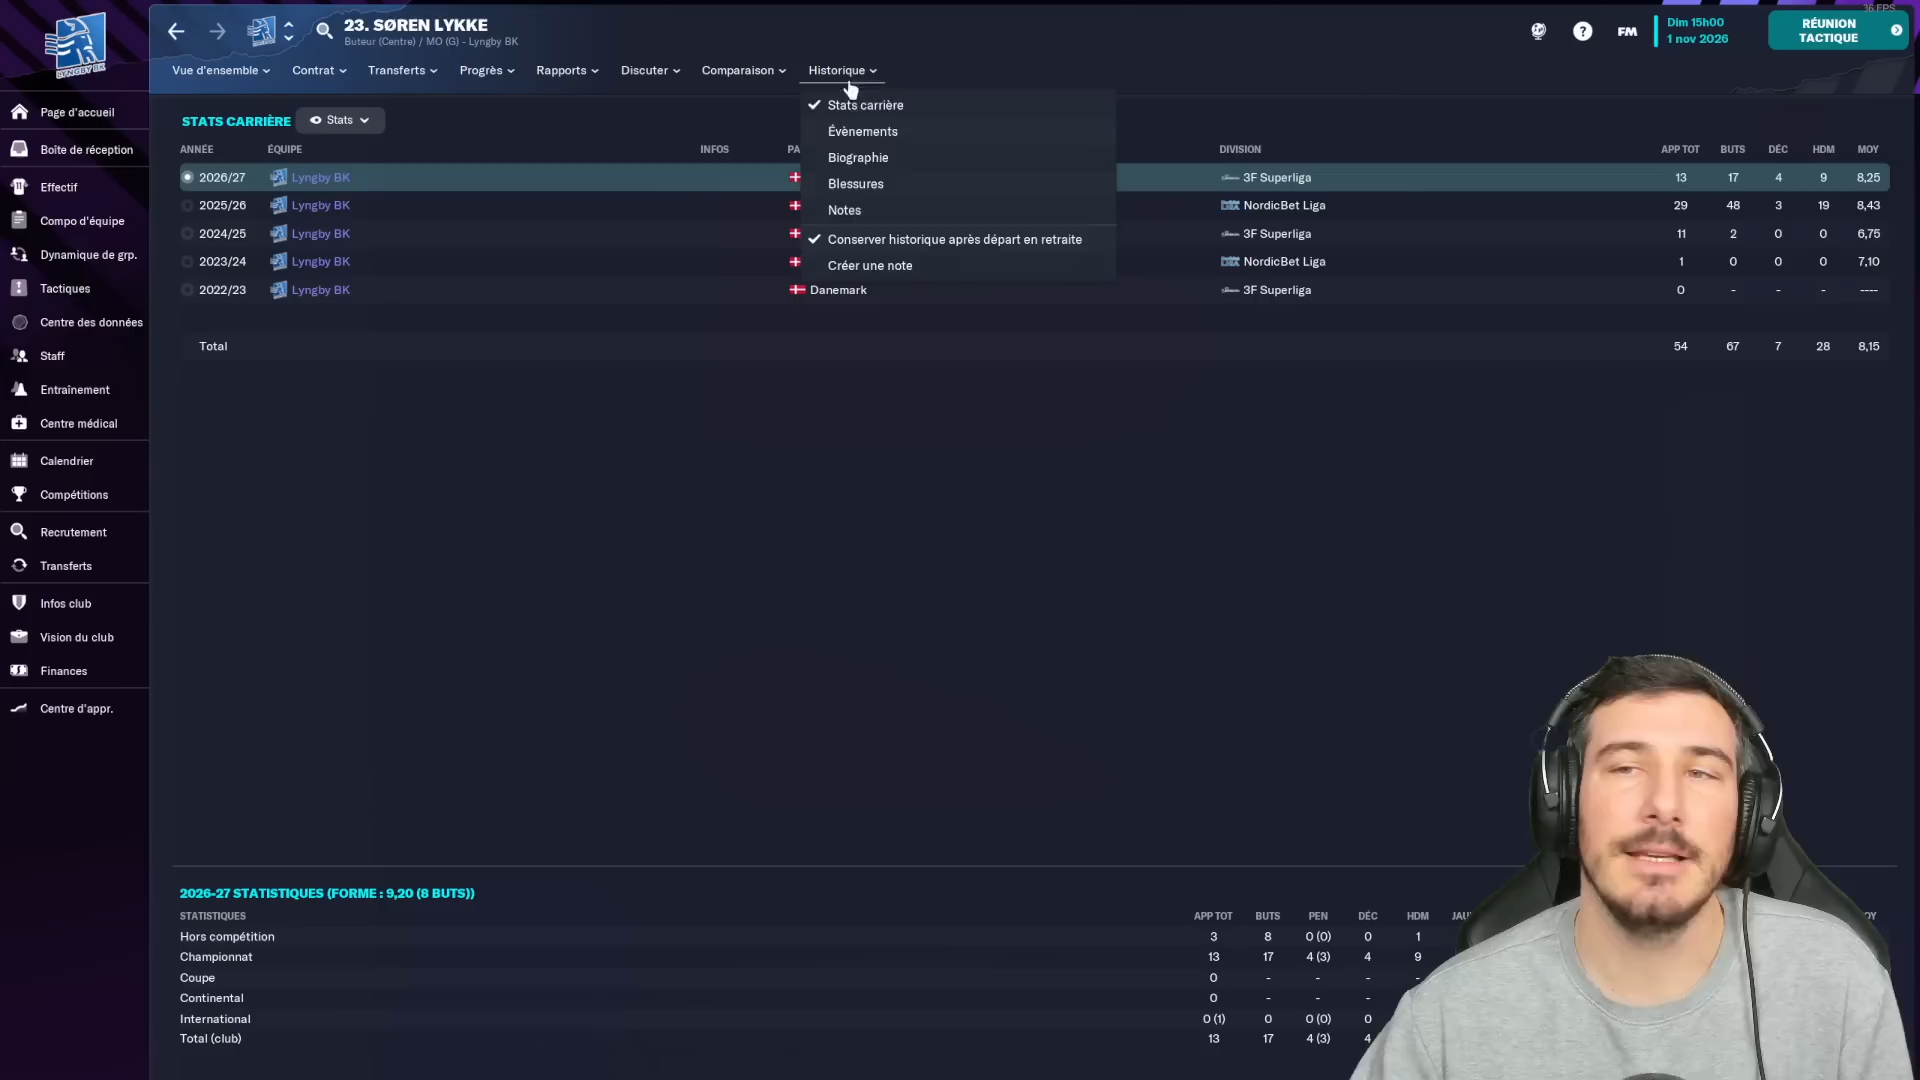 36 FPS
LYNGBY BK
23. SØREN LYKKE
Buteur (Centre) / MO (G) - Lyngby BK
FM
Dim 15h00
1 nov 2026
RÉUNION
TACTIQUE
Vue d'ensemble
Contrat
Transferts
Progrès
Rapports
Discuter
Comparaison
Historique
Stats carrière
Évènements
Biographie
Blessures
Notes
Conserver historique après départ en retraite
Créer une note
Page d'accueil
Boîte de réception
Effectif
Compo d'équipe
Dynamique de grp.
Tactiques
Centre des données
Staff
Entraînement
Centre médical
Calendrier
Compétitions
Recrutement
Transferts
Infos club
Vision du club
Finances
Centre d'appr.
STATS CARRIÈRE Stats
ANNÉE ÉQUIPE INFOS PA DIVISION APP TOT BUTS DÉC HDM MOY
2026/27 Lyngby BK 3F Superliga 13 17 4 9 8,25
2025/26 Lyngby BK NordicBet Liga 29 48 3 19 8,43
2024/25 Lyngby BK 3F Superliga 11 2 0 0 6,75
2023/24 Lyngby BK NordicBet Liga 1 0 0 0 7,10
2022/23 Lyngby BK Danemark 3F Superliga 0 - - - ----
Total 54 67 7 28 8,15
2026-27 STATISTIQUES (FORME : 9,20 (8 BUTS))
STATISTIQUES APP TOT BUTS PEN DÉC HDM JAU OY
Hors compétition 3 8 0 (0) 0 1
Championnat 13 17 4 (3) 4 9
Coupe 0 - - - -
Continental 0 - - - -
International 0 (1) 0 0 (0) 0
Total (club) 13 17 4 (3) 4